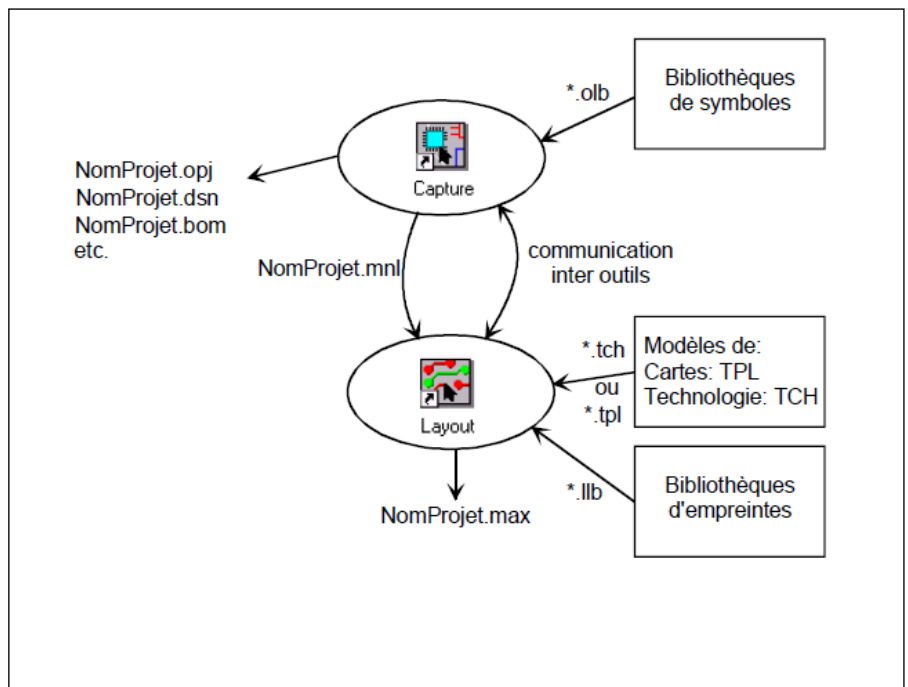 Bibliothèques
de symboles
*.olb
Capture
NomProjet.opj
NomProjet.dsn
NomProjet.bom
etc.
NomProjet.mnl
communication
inter outils
*.tch
ou
*.tpl
Modèles de:
Cartes: TPL
Technologie: TCH
Layout
*.llb
Bibliothèques
d'empreintes
NomProjet.max